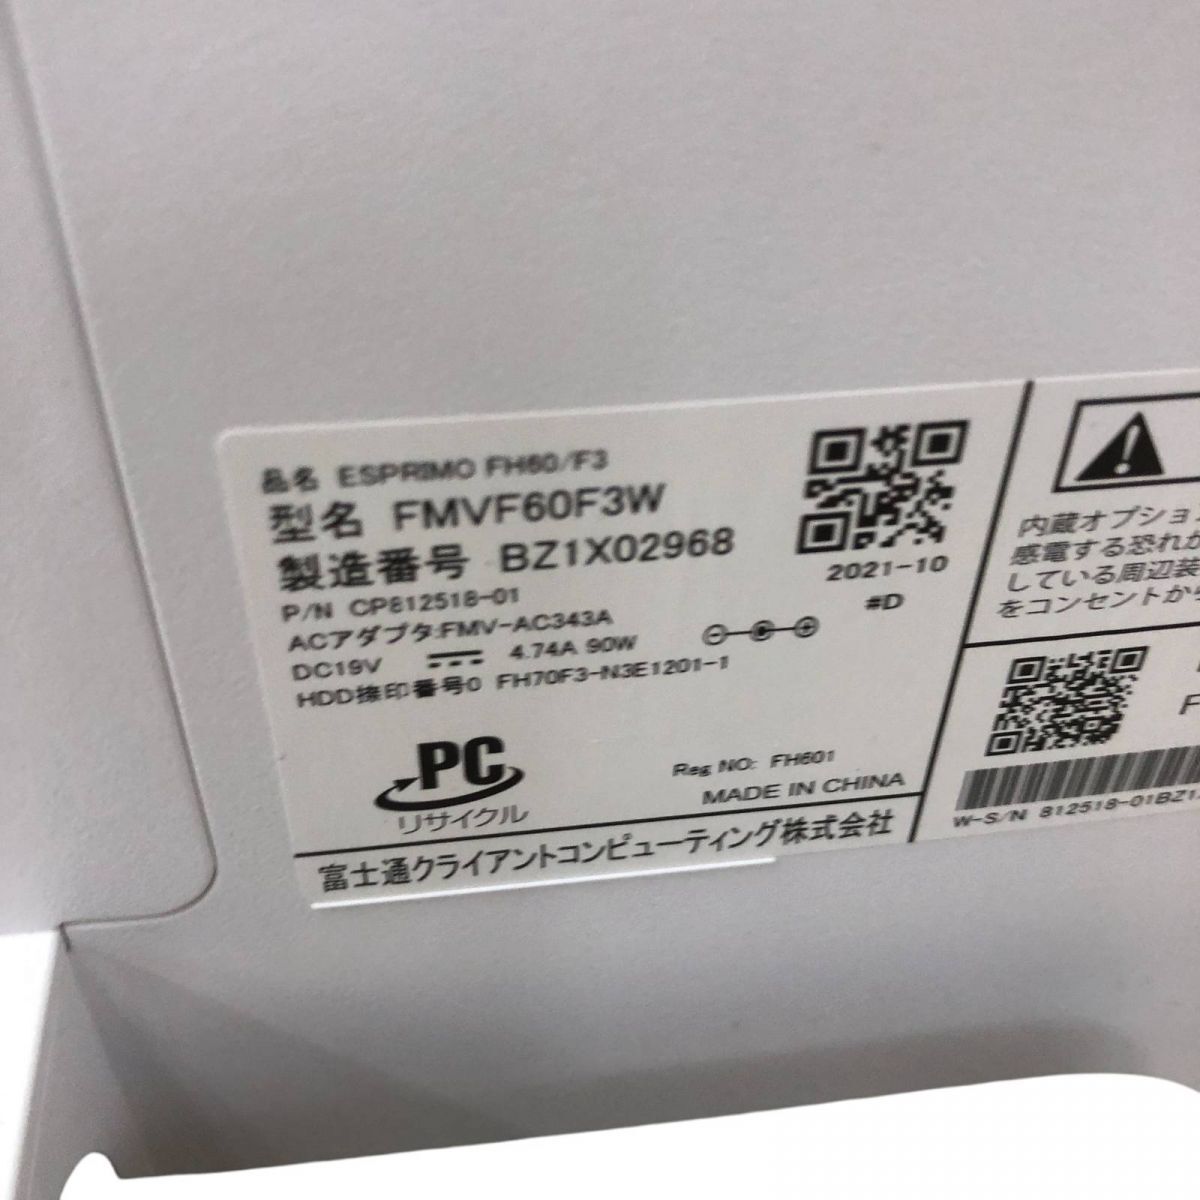 品名 ESPRIMO FH60/F3
型名 FMVF60F3W
製造番号 BZ1X02968
P/N CP812518-01
ACアダプタ:FMV-AC343A
DC19V 4.74A 90W
HDD捺印番号0 FH70F3-N3E1201-1
2021-10
#D
PC
リサイクル
Reg NO: FH601
MADE IN CHINA
富士通クライアントコンピューティング株式会社
内蔵オプショ
感電する恐れが
している周辺装
をコンセントから
F
W-S/N 812518-01BZ1